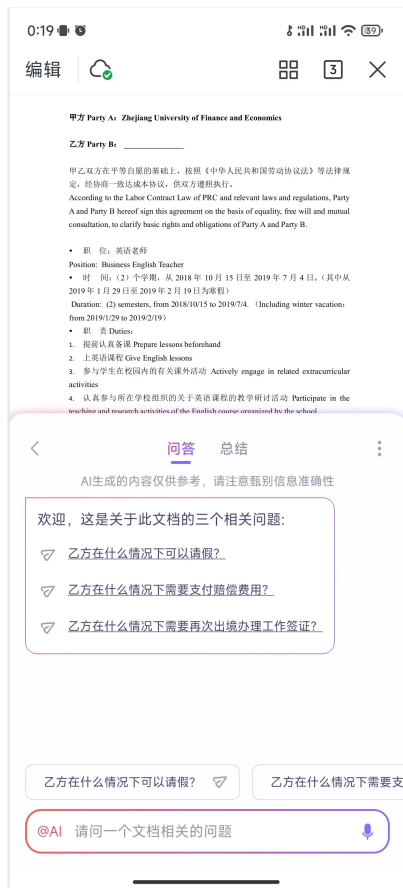 0:19
HD
HD
39
编辑
3
甲方 Party A: Zhejiang University of Finance and Economics
乙方 Party B: ______________
甲乙双方在平等自愿的基础上，按照《中华人民共和国劳动协议法》等法律规
定，经协商一致达成本协议，供双方遵照执行。
According to the Labor Contract Law of PRC and relevant laws and regulations, Party
A and Party B hereof sign this agreement on the basis of equality, free will and mutual
consultation, to clarify basic rights and obligations of Party A and Party B.
• 职 位：英语老师
Position: Business English Teacher
• 时 间：（2）个学期，从 2018 年 10 月 15 日至 2019 年 7 月 4 日。（其中从
2019 年 1 月 29 日至 2019 年 2 月 19 日为寒假）
Duration: (2) semesters, from 2018/10/15 to 2019/7/4. （Including winter vacation:
from 2019/1/29 to 2019/2/19）
• 职 责 Duties:
1. 提前认真备课 Prepare lessons beforehand
2. 上英语课程 Give English lessons
3. 参与学生在校园内的有关课外活动 Actively engage in related extracurricular
activities
4. 认真参与所在学校组织的关于英语课程的教学研讨活动 Participate in the
teaching and research activities of the English course organized by the school
问答 总结
AI生成的内容仅供参考，请注意甄别信息准确性
欢迎，这是关于此文档的三个相关问题:
乙方在什么情况下可以请假？
乙方在什么情况下需要支付赔偿费用？
乙方在什么情况下需要再次出境办理工作签证？
乙方在什么情况下可以请假？ 乙方在什么情况下需要支
@AI 请问一个文档相关的问题